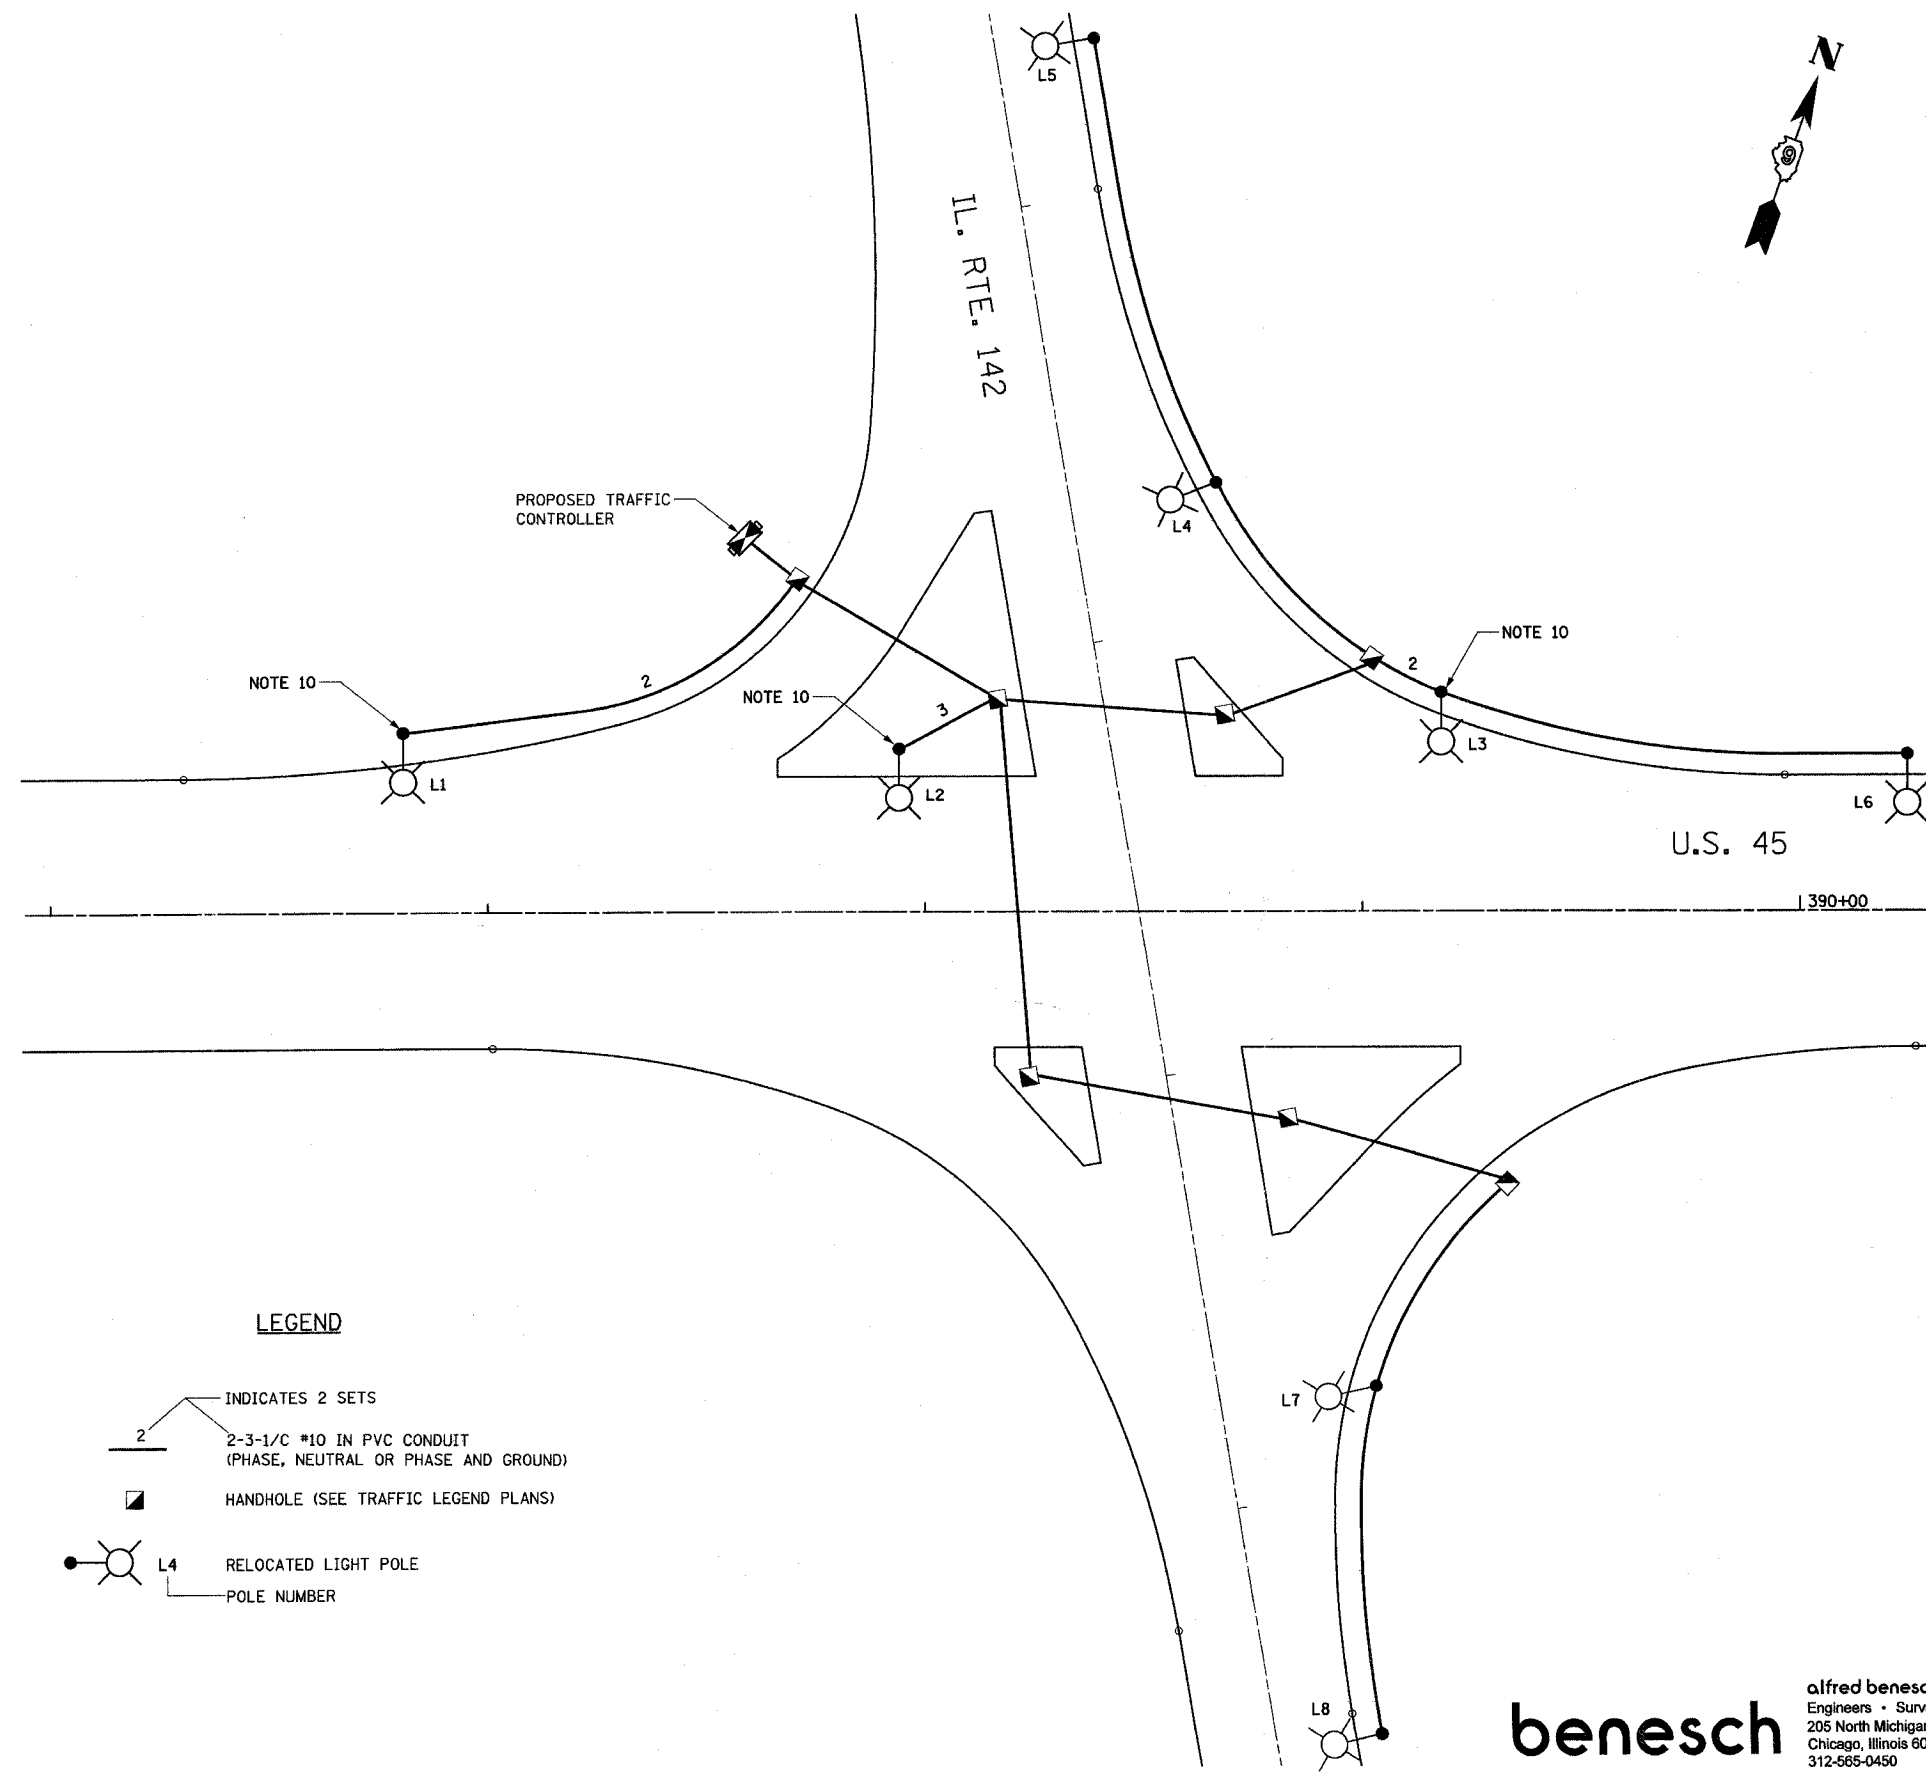 L5
N
IL. RTE. 142
PROPOSED TRAFFIC
CONTROLLER
L4
NOTE 10
2
NOTE 10
2
NOTE 10
3
L3
L1
L2
L6
U.S. 45
390+00
LEGEND
INDICATES 2 SETS
2
2-3-1/C #10 IN PVC CONDUIT
(PHASE, NEUTRAL OR PHASE AND GROUND)
HANDHOLE (SEE TRAFFIC LEGEND PLANS)
L4
RELOCATED LIGHT POLE
POLE NUMBER
L7
L8
benesch
alfred benesc
Engineers • Surv
205 North Michigan
Chicago, Illinois 60
312-565-0450